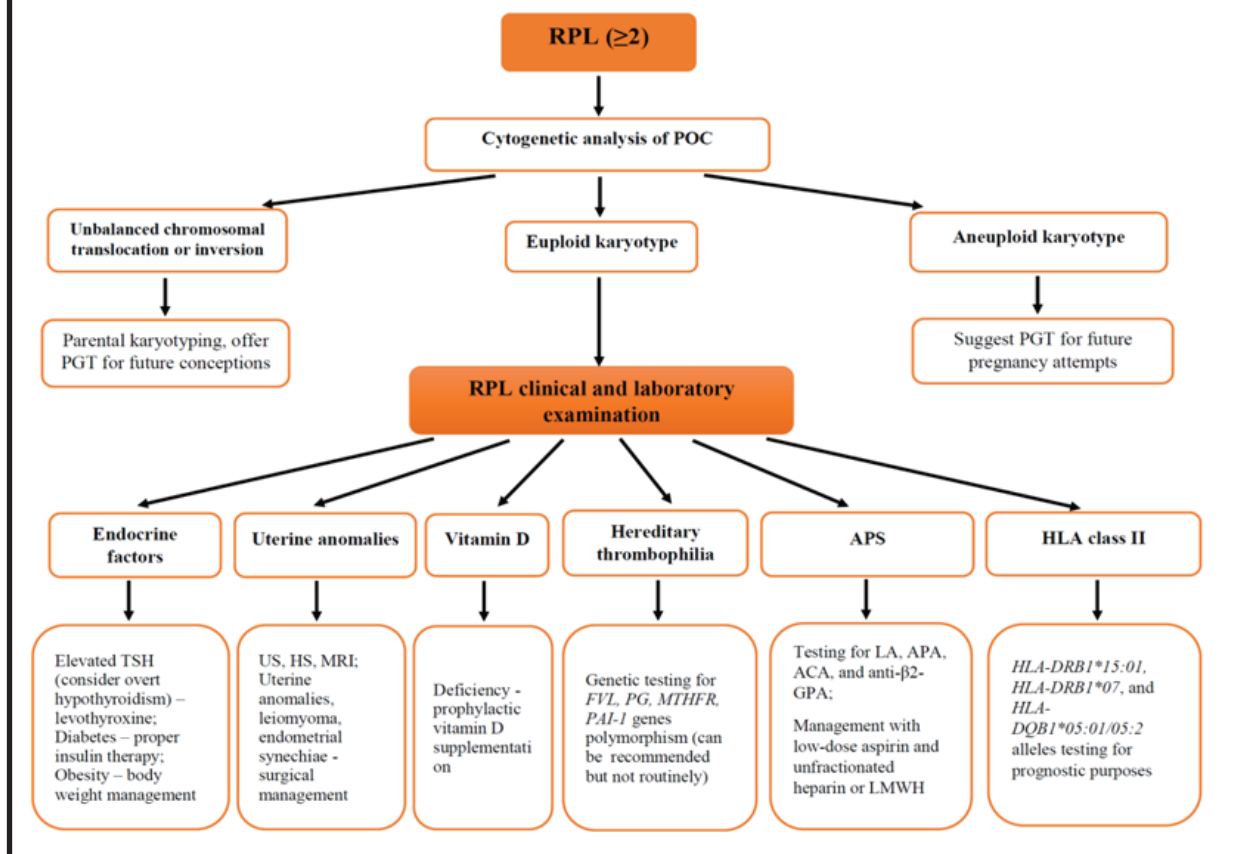 RPL (≥2)
Cytogenetic analysis of POC
Unbalanced chromosomal
translocation or inversion
Euploid karyotype
Aneuploid karyotype
Parental karyotyping, offer
PGT for future conceptions
Suggest PGT for future
pregnancy attempts
RPL clinical and laboratory
examination
Endocrine
factors
Uterine anomalies
Vitamin D
Hereditary
thrombophilia
APS
HLA class II
Elevated TSH
(consider overt
hypothyroidism) –
levothyroxine;
Diabetes – proper
insulin therapy;
Obesity – body
weight management
US, HS, MRI;
Uterine
anomalies,
leiomyoma,
endometrial
synechiae -
surgical
management
Deficiency -
prophylactic
vitamin D
supplementati
on
Genetic testing for
FVL, PG, MTHFR,
PAI-1 genes
polymorphism (can
be recommended
but not routinely)
Testing for LA, APA,
ACA, and anti-β2-
GPA;
Management with
low-dose aspirin and
unfractionated
heparin or LMWH
HLA-DRB1*15:01,
HLA-DRB1*07, and
HLA-
DQB1*05:01/05:2
alleles testing for
prognostic purposes